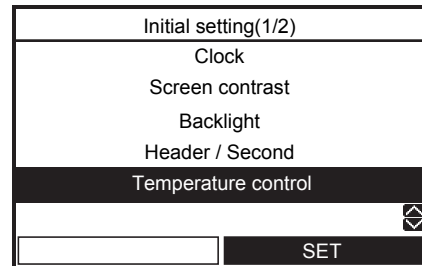 Initial setting(1/2)
Clock
Screen contrast
Backlight
Header / Second
Temperature control
SET